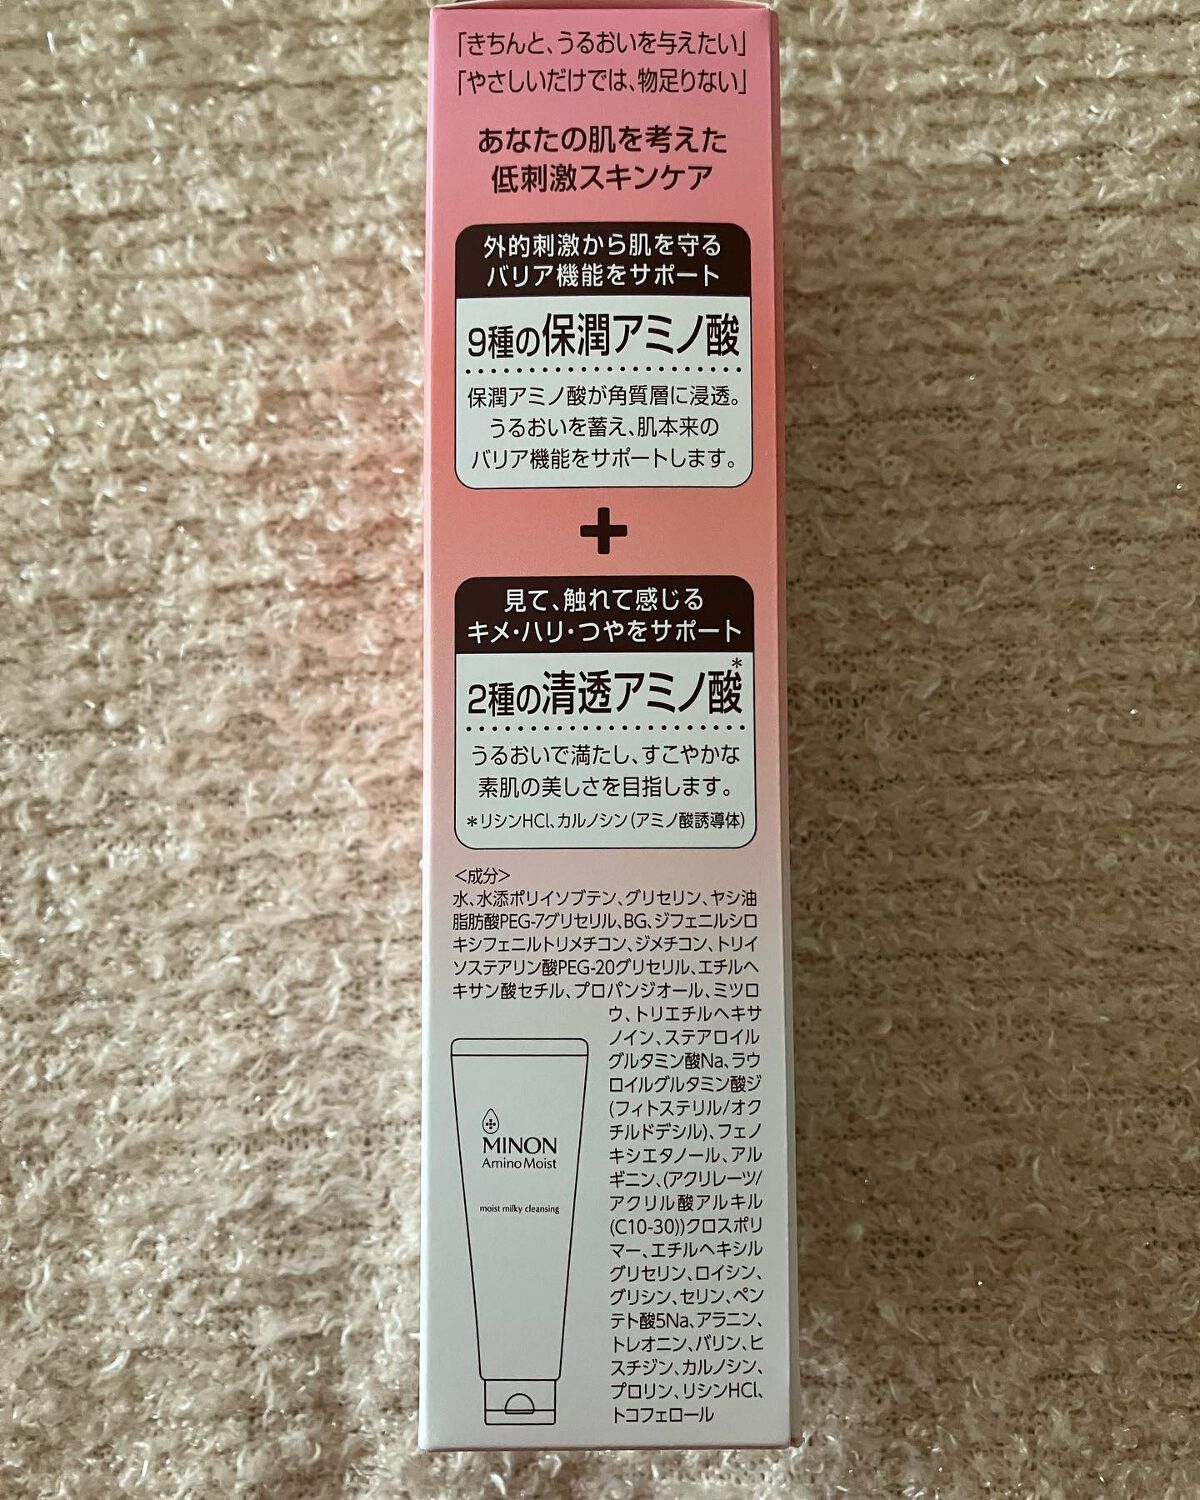 「きちんと、うるおいを与えたい」
「やさしいだけでは、物足りない」
あなたの肌を考えた
低刺激スキンケア
外的刺激から肌を守る
バリア機能をサポート
9種の保潤アミノ酸
保潤アミノ酸が角質層に浸透。
うるおいを蓄え、肌本来の
バリア機能をサポートします。
+
見て、触れて感じる
キメ・ハリ・つやをサポート
2種の清透アミノ酸*
うるおいで満たし、すこやかな
素肌の美しさを目指します。
*リシンHCl、カルノシン(アミノ酸誘導体)
<成分>
水、水添ポリイソブテン、グリセリン、ヤシ油
脂肪酸PEG-7グリセリル、BG、ジフェニルシロ
キシフェニルトリメチコン、ジメチコン、トリイ
ソステアリン酸PEG-20グリセリル、エチルヘ
キサン酸セチル、プロパンジオール、ミツロ
ウ、トリエチルヘキサ
ノイン、ステアロイル
グルタミン酸Na、ラウ
ロイルグルタミン酸ジ
(フィトステリル/オク
チルドデシル)、フェノ
キシエタノール、アル
ギニン、(アクリレーツ/
アクリル酸アルキル
(C10-30))クロスポリ
マー、エチルヘキシル
グリセリン、ロイシン、
グリシン、セリン、ペン
テト酸5Na、アラニン、
トレオニン、バリン、ヒ
スチジン、カルノシン、
プロリン、リシンHCl、
トコフェロール
MINON
Amino Moist
moist milky cleansing